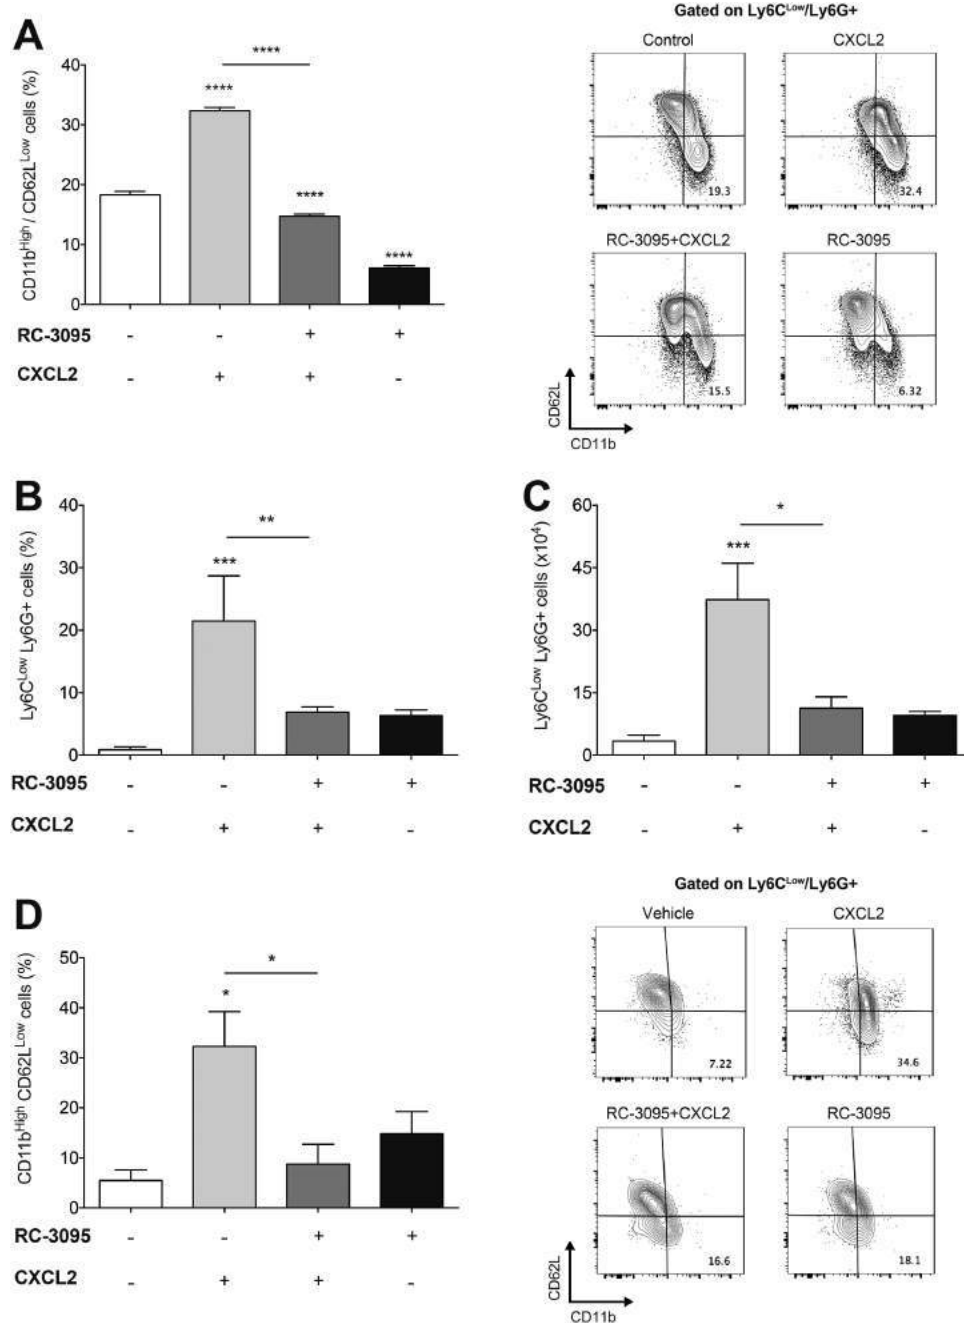 A
CD11bHigh / CD62LLow cells (%)
40
30
20
10
0
****
****
****
****
RC-3095 - - + +
CXCL2 - + + -
Gated on Ly6CLow/Ly6G+
Control CXCL2
19.3 32.4
RC-3095+CXCL2 RC-3095
15.5 6.32
CD62L
CD11b
B
Ly6CLow Ly6G+ cells (%)
40
30
20
10
0
**
***
RC-3095 - - + +
CXCL2 - + + -
C
Ly6CLow Ly6G+ cells (x10⁴)
60
45
30
15
0
*
***
RC-3095 - - + +
CXCL2 - + + -
D
CD11bHigh CD62LLow cells (%)
50
40
30
20
10
0
*
*
RC-3095 - - + +
CXCL2 - + + -
Gated on Ly6CLow/Ly6G+
Vehicle CXCL2
7.22 34.6
RC-3095+CXCL2 RC-3095
16.6 18.1
CD62L
CD11b